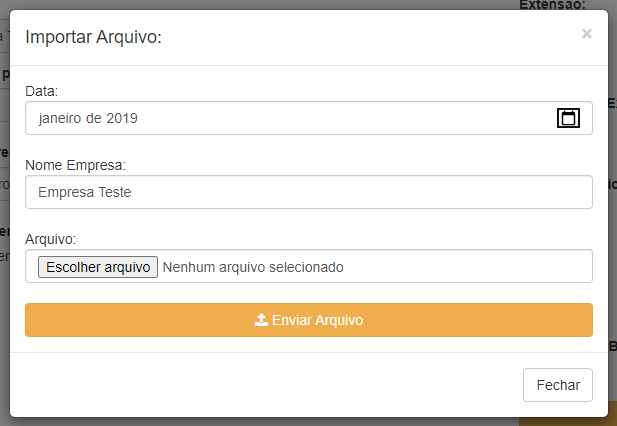 Extensão:
Importar Arquivo:
×
Data:
janeiro de 2019
Nome Empresa:
Empresa Teste
Arquivo:
Escolher arquivo Nenhum arquivo selecionado
Enviar Arquivo
Fechar